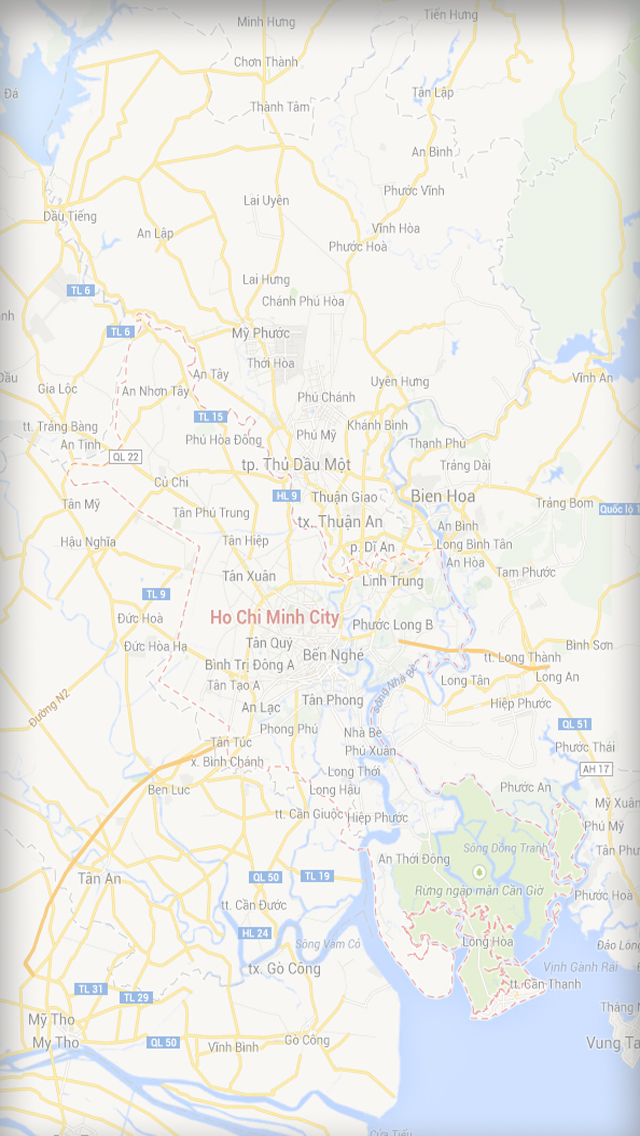 Tiến Hưng
Minh Hưng
Chơn Thành
Đá
Tân Lập
Thành Tâm
An Bình
Phước Vĩnh
Lai Uyên
Dầu Tiếng
Vĩnh Hòa
An Lập
Phước Hoà
TL 6
Lai Hưng
Chánh Phú Hòa
TL 6
Mỹ Phước
Thới Hòa
An Tây
Uyên Hưng
Vĩnh An
Gia Lộc
An Nhơn Tây
Phú Chánh
TL 15
tt. Trảng Bàng
Khánh Bình
Phú Mỹ
Phú Hòa Đông
An Tịnh
Thạnh Phú
QL 22
tp. Thủ Dầu Một
Trảng Dài
Củ Chi
HL 9
Thuận Giao
Bien Hoa
Tân Mỹ
Trảng Bom
Quốc lộ 1
Tân Phú Trung
tx. Thuận An
An Bình
Hậu Nghĩa
Tân Hiệp
p. Dĩ An
Long Bình Tân
An Hòa
Tân Xuân
Linh Trung
Tam Phước
TL 9
Đức Hoà
Ho Chi Minh City
Phước Long B
Đức Hòa Hạ
Tân Quý
Bình Sơn
Bến Nghé
tt. Long Thành
Bình Trị Đông A
Long An
Long Tân
Tân Tạo A
Sông Nhà Bè
Tân Phong
Hiệp Phước
Đường N2
An Lạc
QL 51
Phong Phú
Nhà Bè
Tân Túc
Phú Xuân
Phước Thái
x. Bình Chánh
Long Thới
AH 17
Ben Luc
Long Hậu
Phước An
Mỹ Xuân
tt. Cần Giuộc
Hiệp Phước
Phú Mỹ
Sông Dòng Tranh
An Thới Đông
Tân An
QL 50
TL 19
Rừng ngập mặn Cần Giờ
Phước Hoà
tt. Cần Đước
HL 24
Long Hòa
Sông Vàm Cỏ
Đảo Long
tx. Gò Công
Vịnh Gành Rái
tt. Cần Thạnh
TL 31
TL 29
Mỹ Tho
My Tho
QL 50
Vĩnh Bình
Gò Công
Vung Ta
Cửa Tiểu